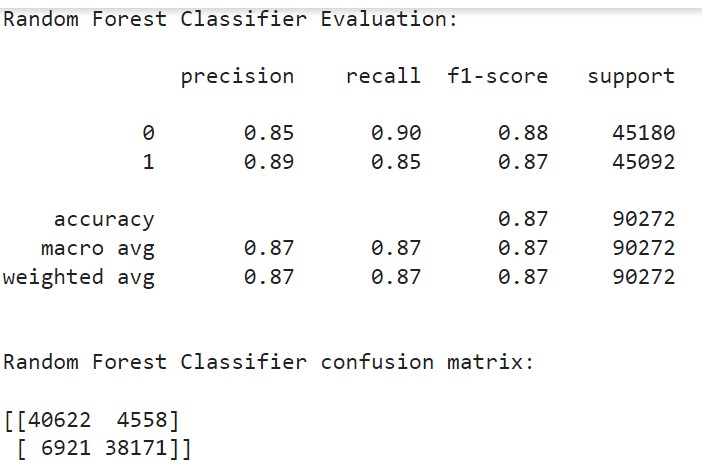 Random Forest Classifier Evaluation:
precision recall f1-score support
0 0.85 0.90 0.88 45180
1 0.89 0.85 0.87 45092
accuracy 0.87 90272
macro avg 0.87 0.87 0.87 90272
weighted avg 0.87 0.87 0.87 90272
Random Forest Classifier confusion matrix:
[[40622 4558]
[ 6921 38171]]